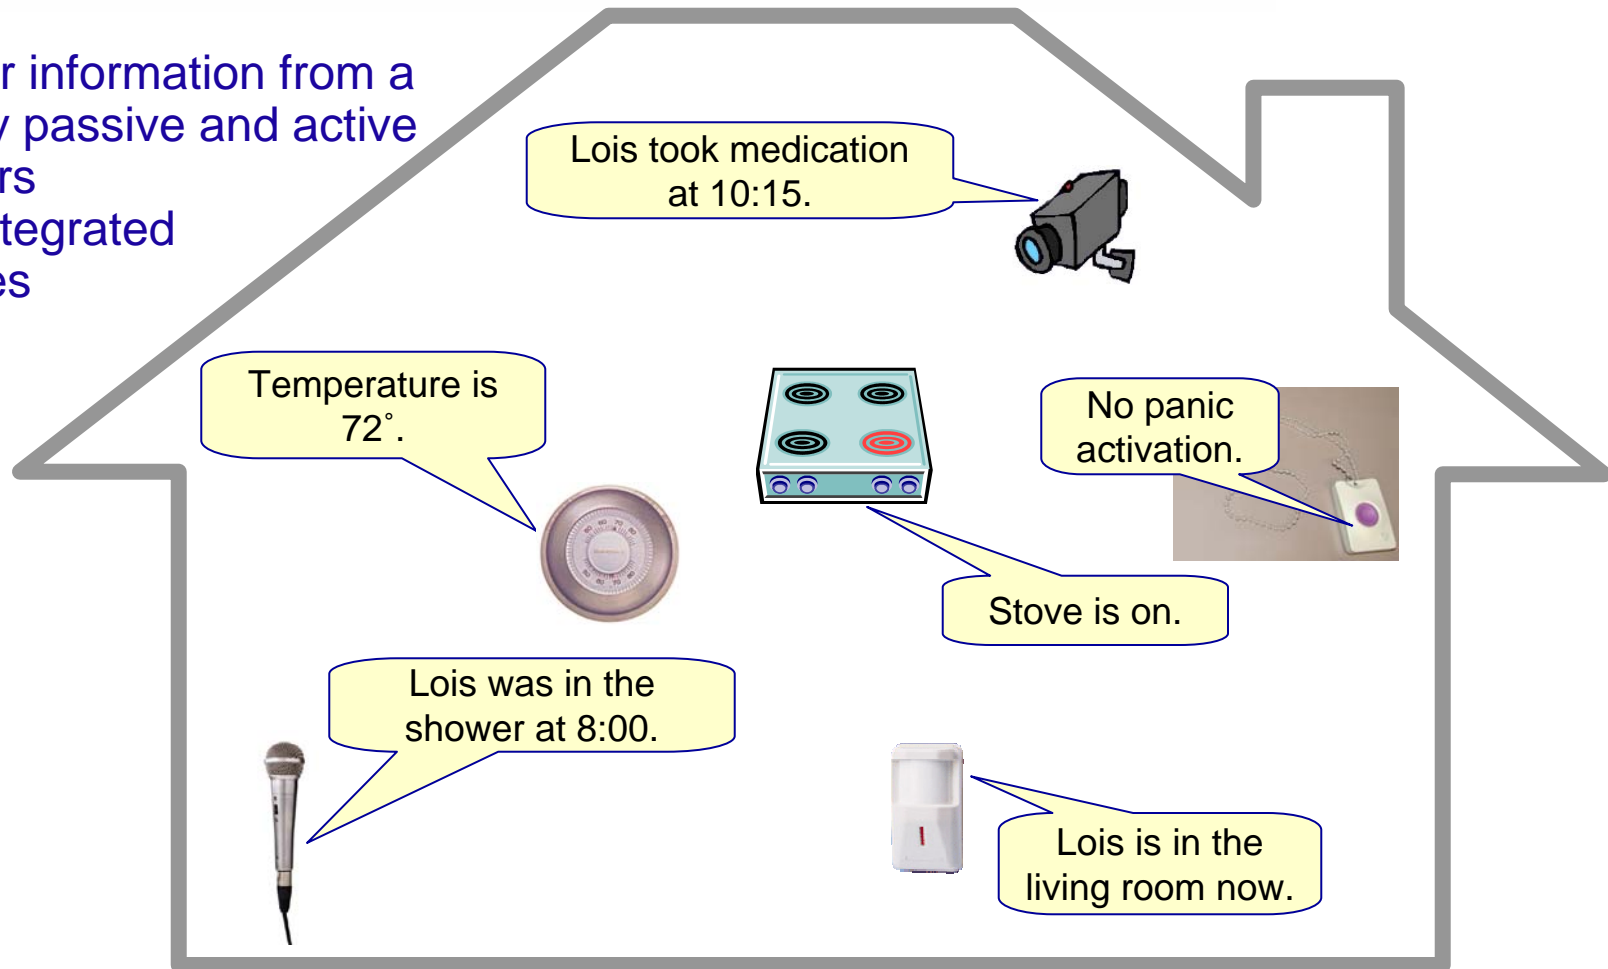 r information from a
y passive and active
rs
tegrated
es
Lois took medication
at 10:15.
Temperature is
72°.
No panic
activation.
Stove is on.
Lois was in the
shower at 8:00.
Lois is in the
living room now.